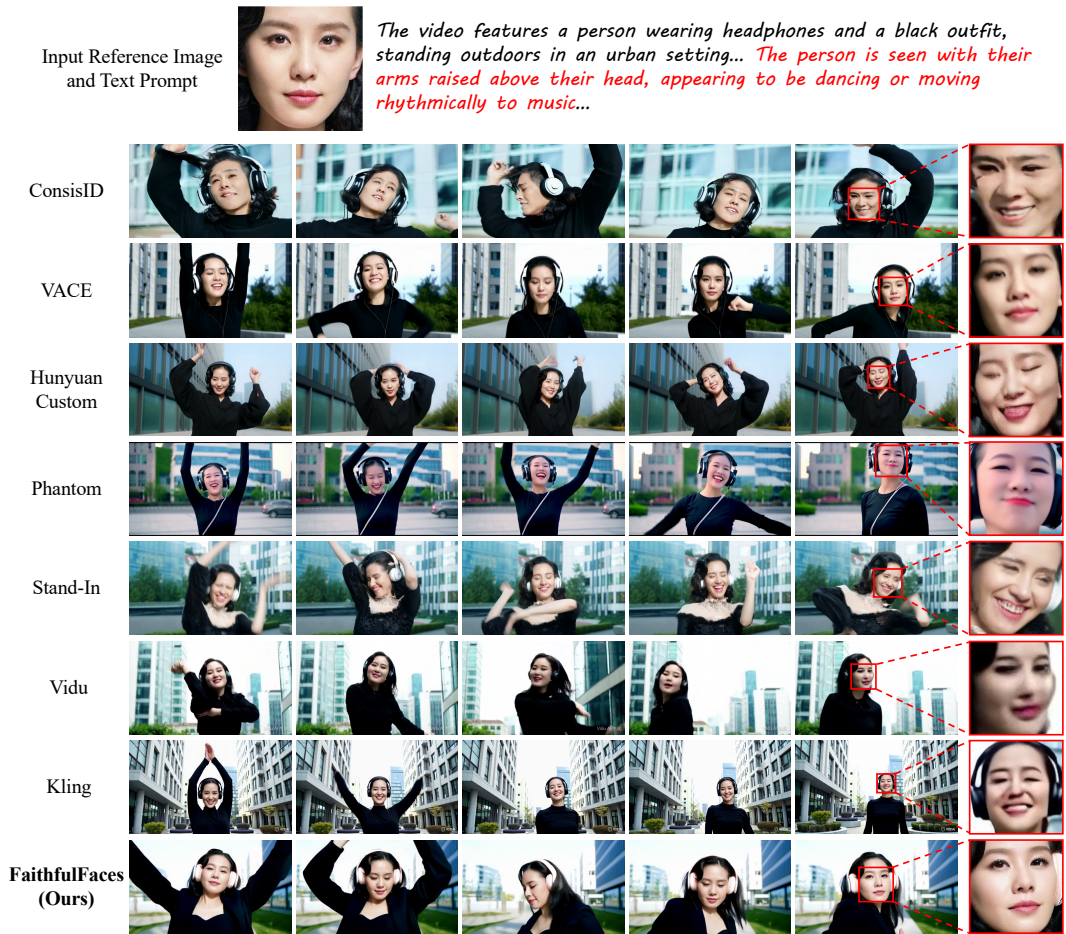 Input Reference Image
and Text Prompt
The video features a person wearing headphones and a black outfit,
standing outdoors in an urban setting... The person is seen with their
arms raised above their head, appearing to be dancing or moving
rhythmically to music...
ConsisID
VACE
Hunyuan
Custom
Phantom
Stand-In
Vidu
Kling
FaithfulFaces
(Ours)